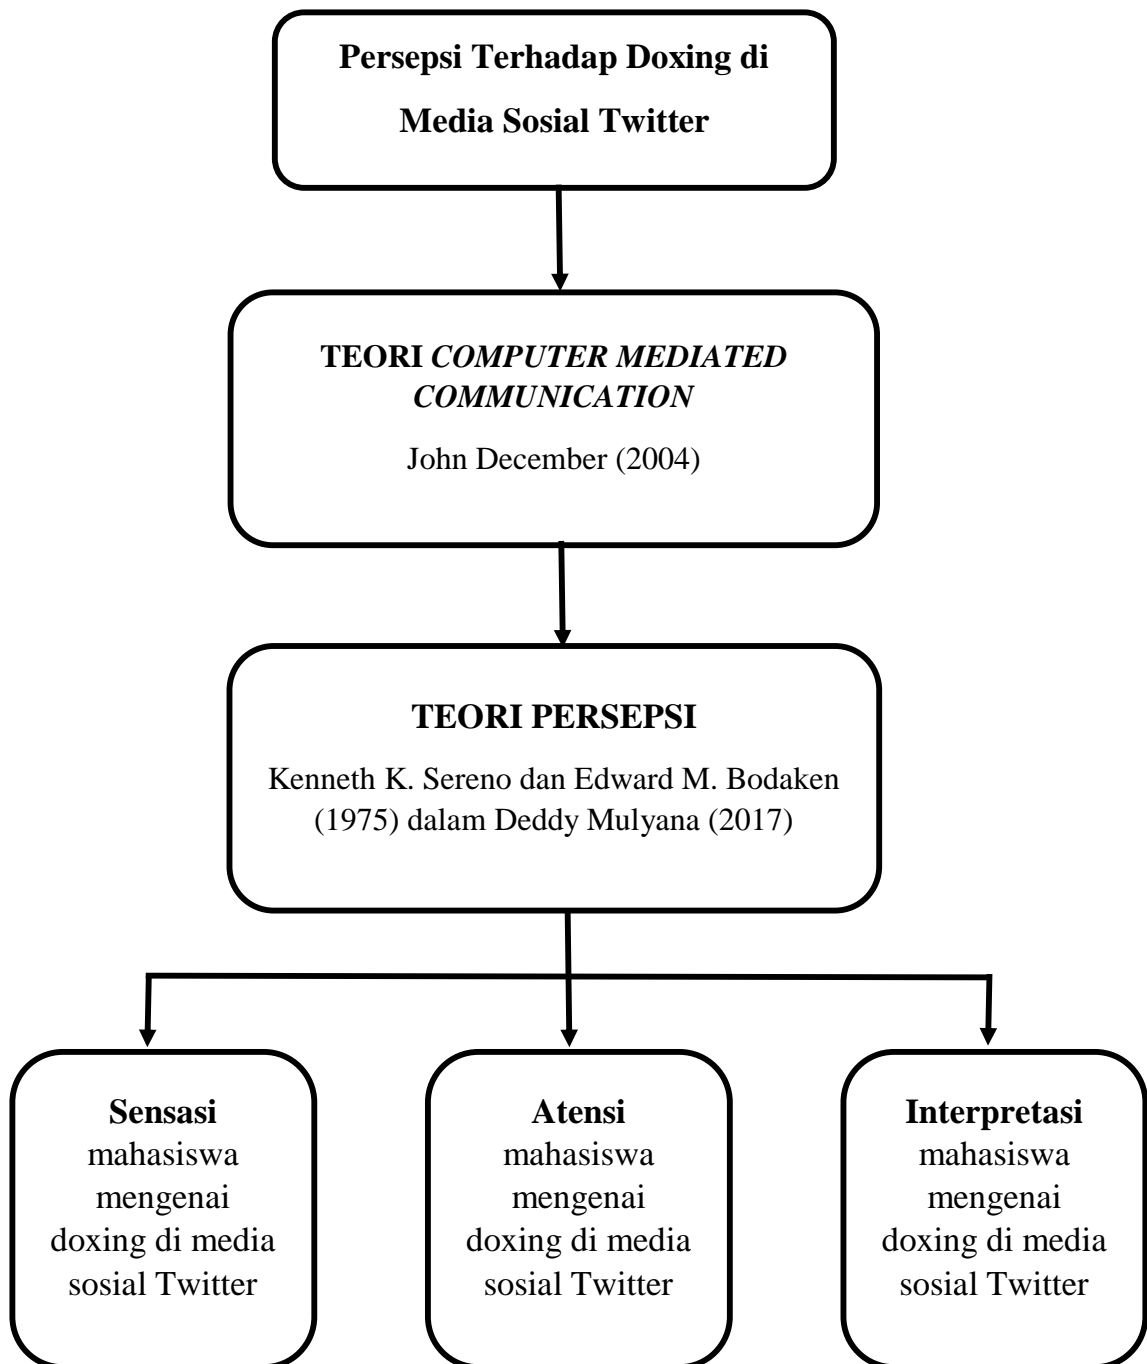 Persepsi Terhadap Doxing di
Media Sosial Twitter
TEORI COMPUTER MEDIATED
COMMUNICATION
John December (2004)
TEORI PERSEPSI
Kenneth K. Sereno dan Edward M. Bodaken
(1975) dalam Deddy Mulyana (2017)
Sensasi
mahasiswa
mengenai
doxing di media
sosial Twitter
Atensi
mahasiswa
mengenai
doxing di media
sosial Twitter
Interpretasi
mahasiswa
mengenai
doxing di media
sosial Twitter